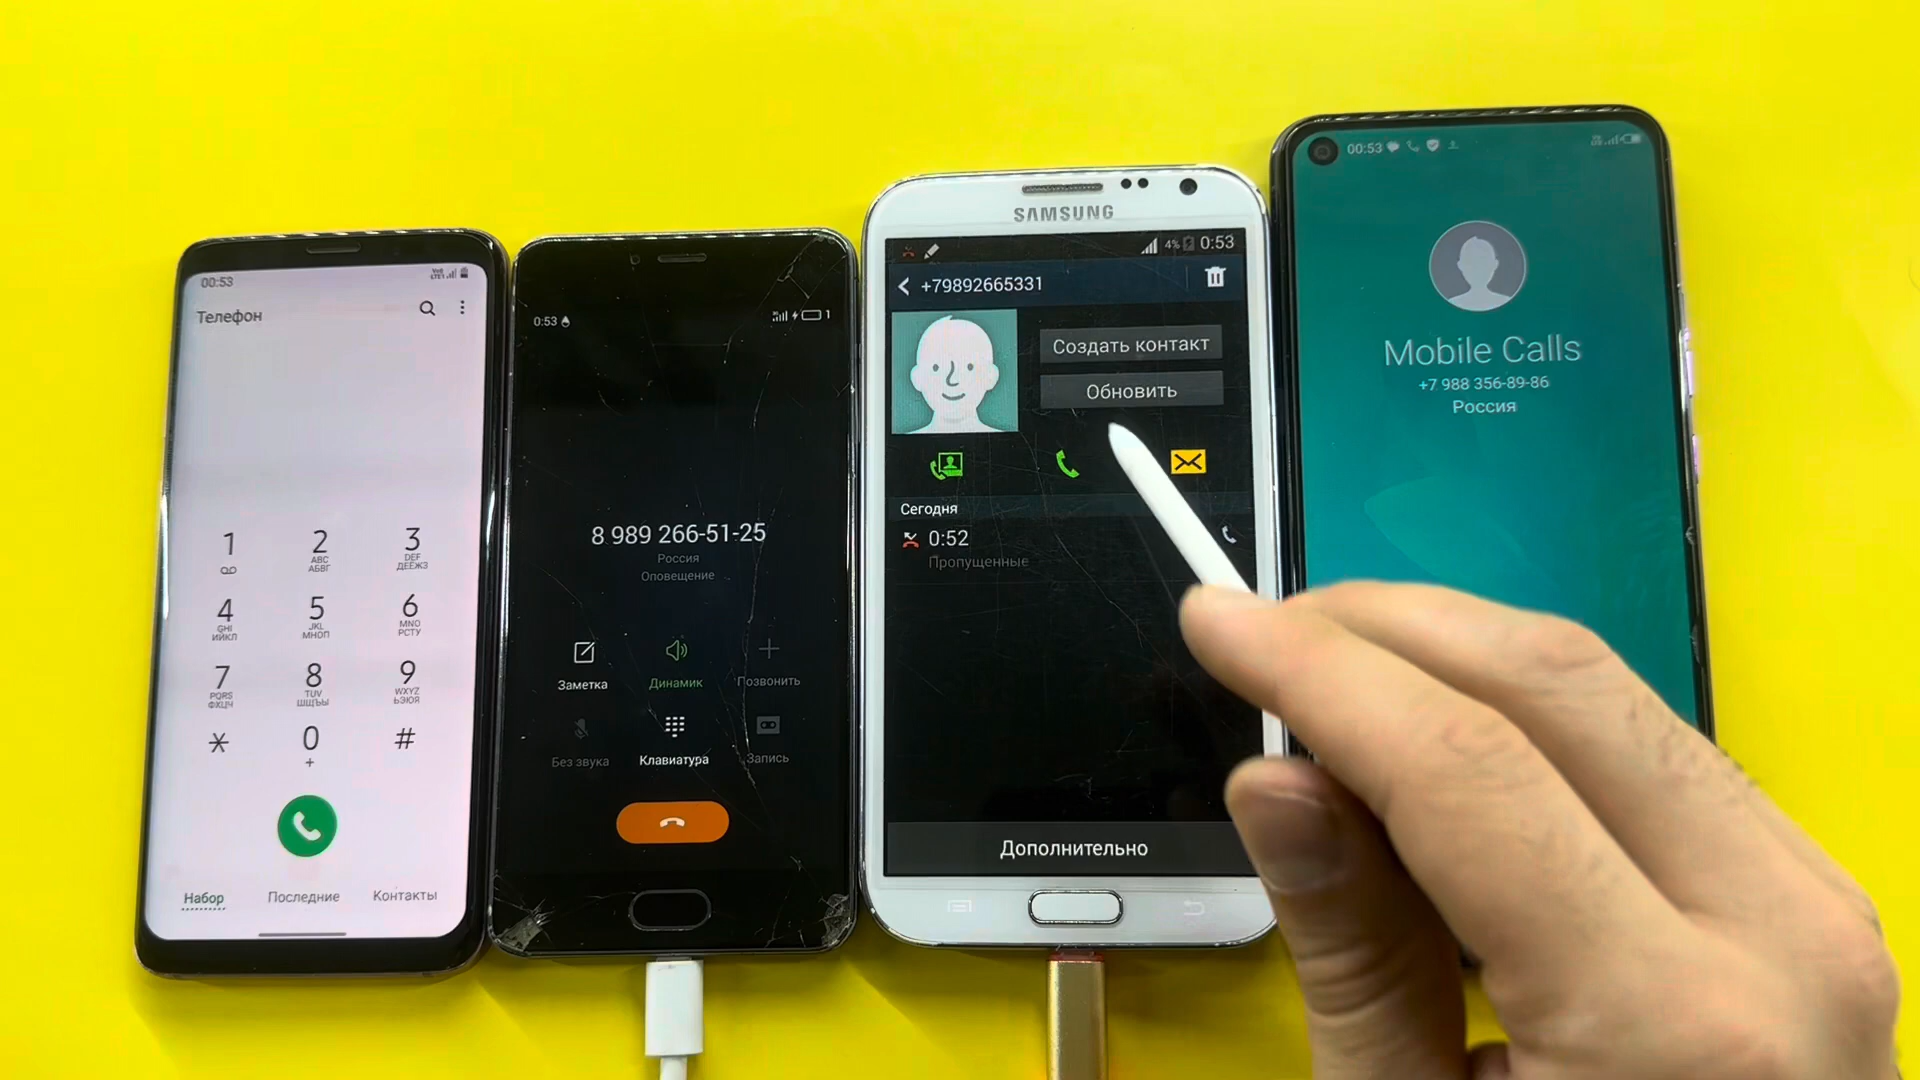 00:53
Телефон
1
2
ABC
АБВГ
3
DEF
ДЕЁЖЗ
4
GHI
ИЙКЛ
5
JKL
МНОП
6
MNO
РСТУ
7
PQRS
ФХЦЧ
8
TUV
ШЩЪЫ
9
WXYZ
ЬЭЮЯ
*
0
+
#
Набор
Последние
Контакты
0:53
1
8 989 266-51-25
Россия
Оповещение
Заметка
Динамик
Позвонить
Без звука
Клавиатура
Запись
SAMSUNG
4% 0:53
+79892665331
Создать контакт
Обновить
Сегодня
0:52
Пропущенные
Дополнительно
00:53
Mobile Calls
+7 988 356-89-86
Россия